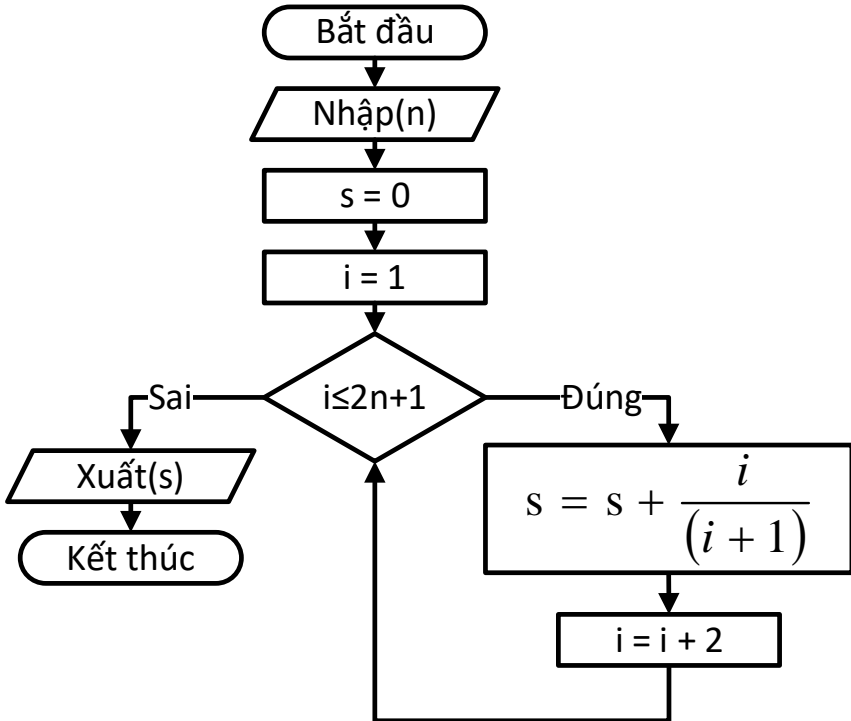 Bắt đầu
Nhập(n)
s = 0
i = 1
i≤2n+1
Sai
Đúng
Xuất(s)
Kết thúc
s = s + i/(i + 1)
i = i + 2